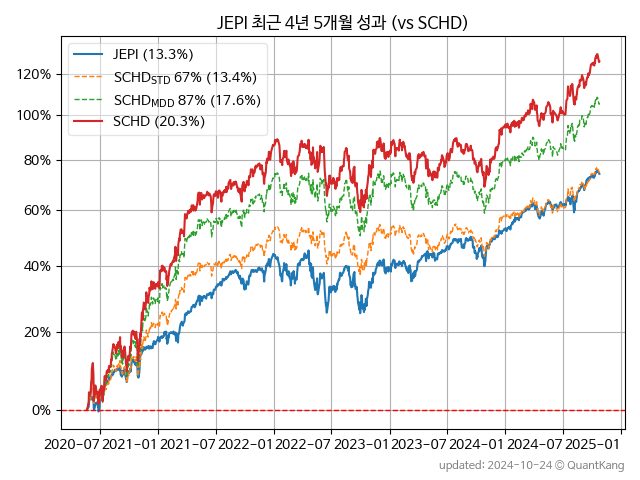 JEPI 최근 4년 5개월 성과 (vs SCHD)
JEPI (13.3%)
SCHDSTD 67% (13.4%)
SCHDMDD 87% (17.6%)
SCHD (20.3%)
120%
100%
80%
60%
40%
20%
0%
2020-07 2021-01 2021-07 2022-01 2022-07 2023-01 2023-07 2024-01 2024-07 2025-01
updated: 2024-10-24 © QuantKang